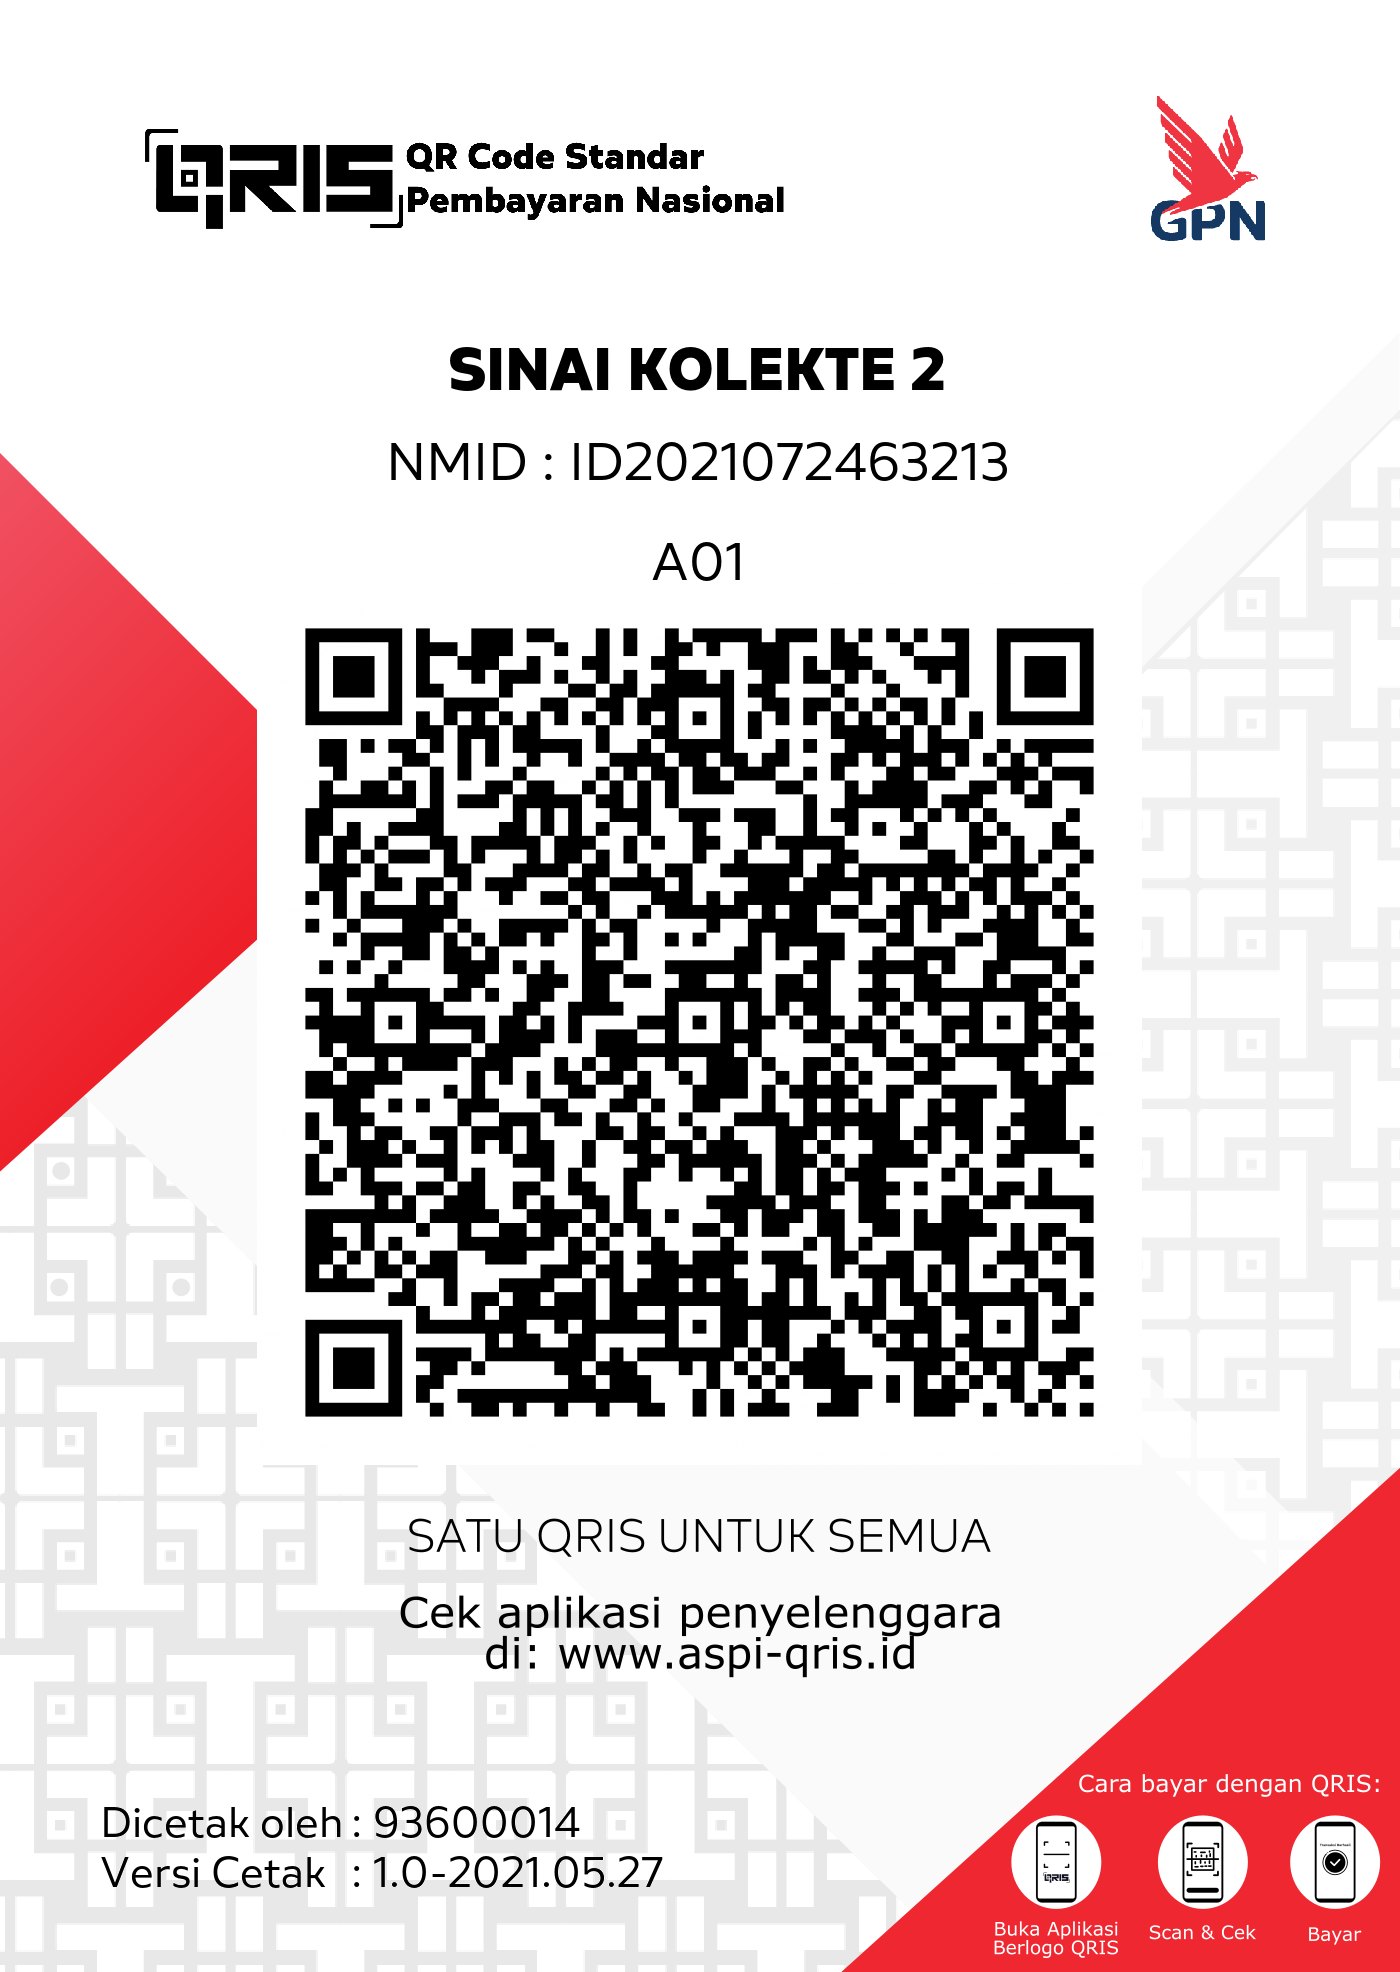 QRIS QR Code Standar
Pembayaran Nasional
GPN
SINAI KOLEKTE 2
NMID : ID2021072463213
A01
SATU QRIS UNTUK SEMUA
Cek aplikasi penyelenggara
di: www.aspi-qris.id
Dicetak oleh : 93600014
Versi Cetak : 1.0-2021.05.27
Cara bayar dengan QRIS:
QRIS
Buka Aplikasi
Berlogo QRIS
Scan & Cek
Bayar